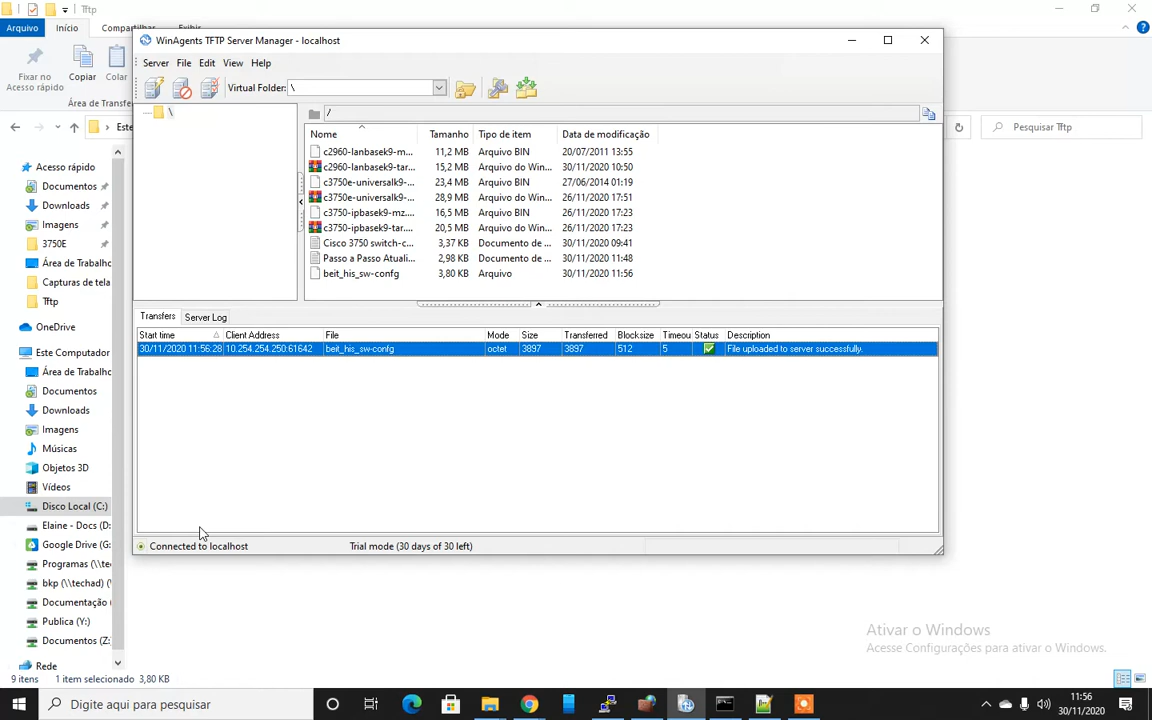 Tftp
Arquivo Início Compartilhar Exibir
Fixar no
Acesso rápido
Copiar
Colar
Área de Transfe
WinAgents TFTP Server Manager - localhost
Server File Edit View Help
Virtual Folder: \
\
/
Este
Pesquisar Tftp
Nome Tamanho Tipo de item Data de modificação
c2960-lanbasek9-m... 11,2 MB Arquivo BIN 20/07/2011 13:55
c2960-lanbasek9-tar... 15,2 MB Arquivo do Win... 30/11/2020 10:50
c3750e-universalk9-... 23,4 MB Arquivo BIN 27/06/2014 01:19
c3750e-universalk9-... 28,9 MB Arquivo do Win... 26/11/2020 17:51
c3750-ipbasek9-mz.... 16,5 MB Arquivo BIN 26/11/2020 17:23
c3750-ipbasek9-tar.... 20,5 MB Arquivo do Win... 26/11/2020 17:23
Cisco 3750 switch-c... 3,37 KB Documento de ... 30/11/2020 09:41
Passo a Passo Atuali... 2,98 KB Documento de ... 30/11/2020 11:48
beit_his_sw-confg 3,80 KB Arquivo 30/11/2020 11:56
Transfers Server Log
Start time Client Address File Mode Size Transferred Blocksize Timeou Status Description
30/11/2020 11:56:28 10.254.254.250:61642 beit_his_sw-confg octet 3897 3897 512 5 File uploaded to server successfully.
Connected to localhost Trial mode (30 days of 30 left)
Acesso rápido
Documentos
Downloads
Imagens
3750E
Área de Trabalho
Capturas de tela
Tftp
OneDrive
Este Computador
Área de Trabalho
Documentos
Downloads
Imagens
Músicas
Objetos 3D
Vídeos
Disco Local (C:)
Elaine - Docs (D:
Google Drive (G:
Programas (\\te
bkp (\\techad) (
Documentação
Publica (Y:)
Documentos (Z:
Rede
9 itens 1 item selecionado 3,80 KB
Ativar o Windows
Acesse Configurações para ativar o Windows.
Digite aqui para pesquisar
11:56
30/11/2020